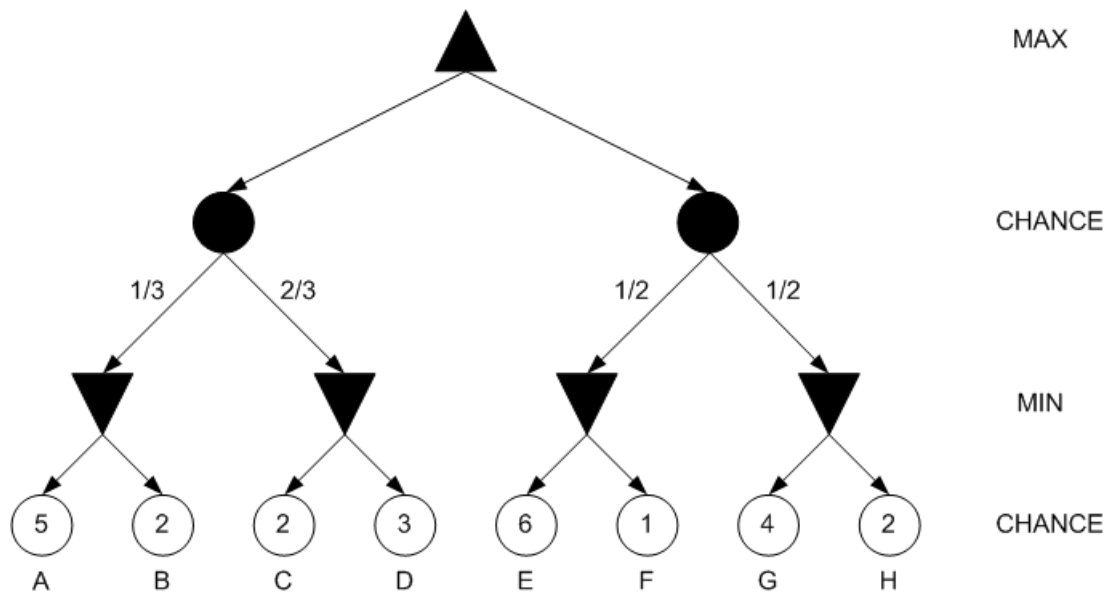 MAX
CHANCE
1/3 2/3 1/2 1/2
MIN
5 2 2 3 6 1 4 2 CHANCE
A B C D E F G H